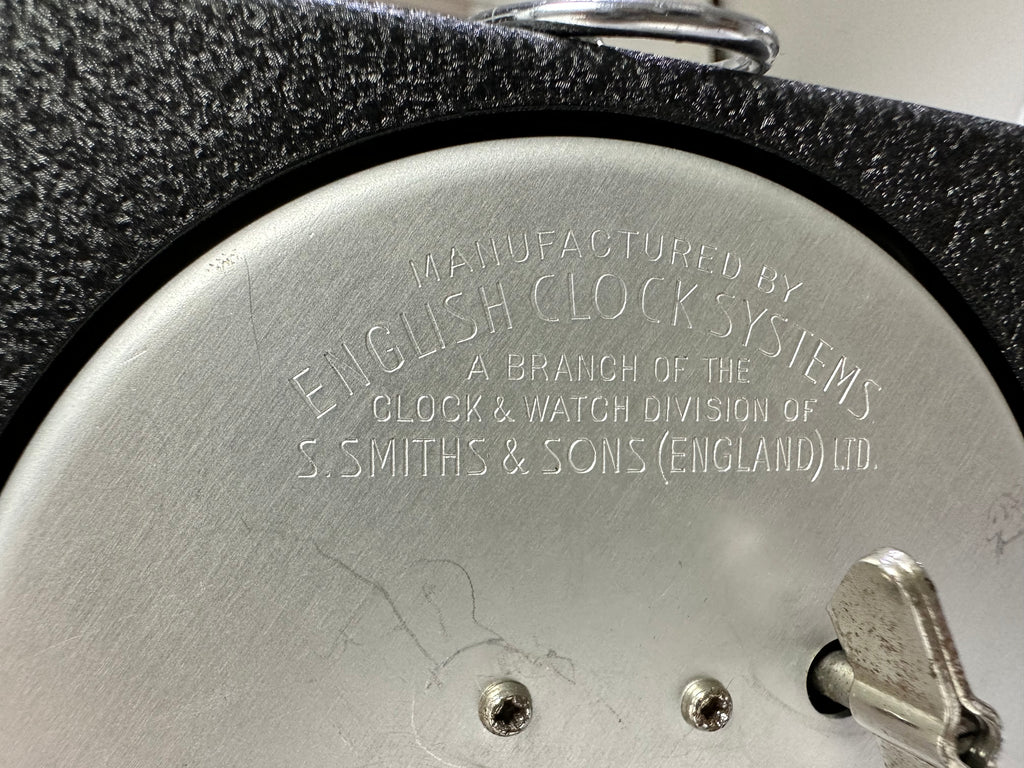 MANUFACTURED BY
ENGLISH CLOCK SYSTEMS
A BRANCH OF THE
CLOCK & WATCH DIVISION OF
S. SMITHS & SONS (ENGLAND) LTD.